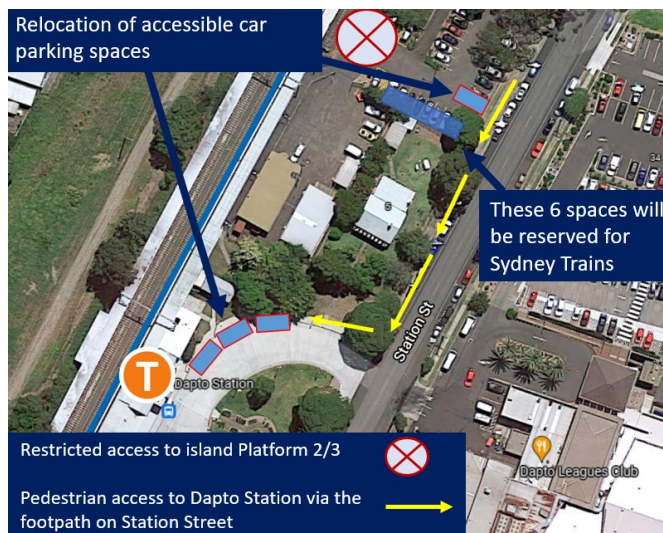 Relocation of accessible car
parking spaces
34
5
These 6 spaces will
be reserved for
Sydney Trains
Station St
T
Dapto Station
Dapto Leagues Club
Restricted access to island Platform 2/3
Pedestrian access to Dapto Station via the
footpath on Station Street